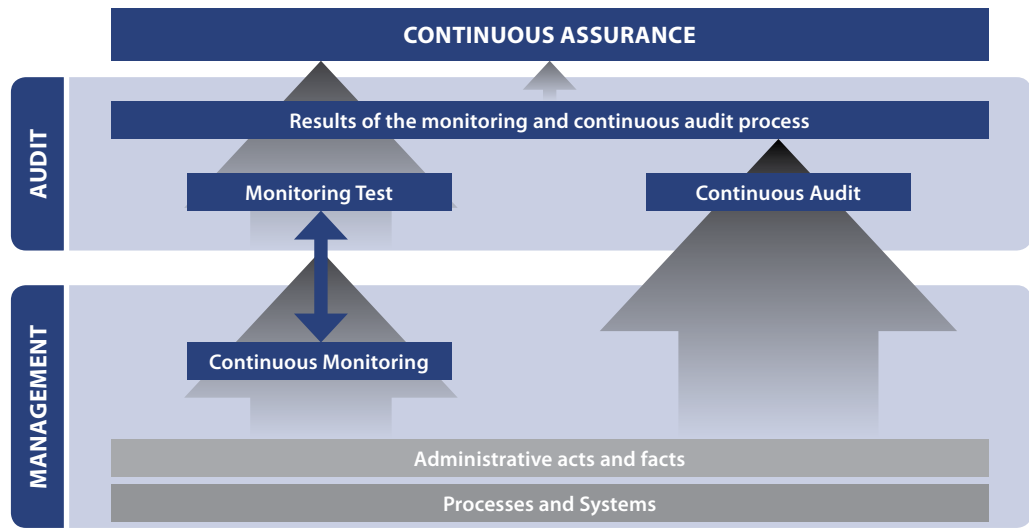 CONTINUOUS ASSURANCE
AUDIT
Results of the monitoring and continuous audit process
Monitoring Test
Continuous Audit
MANAGEMENT
Continuous Monitoring
Administrative acts and facts
Processes and Systems